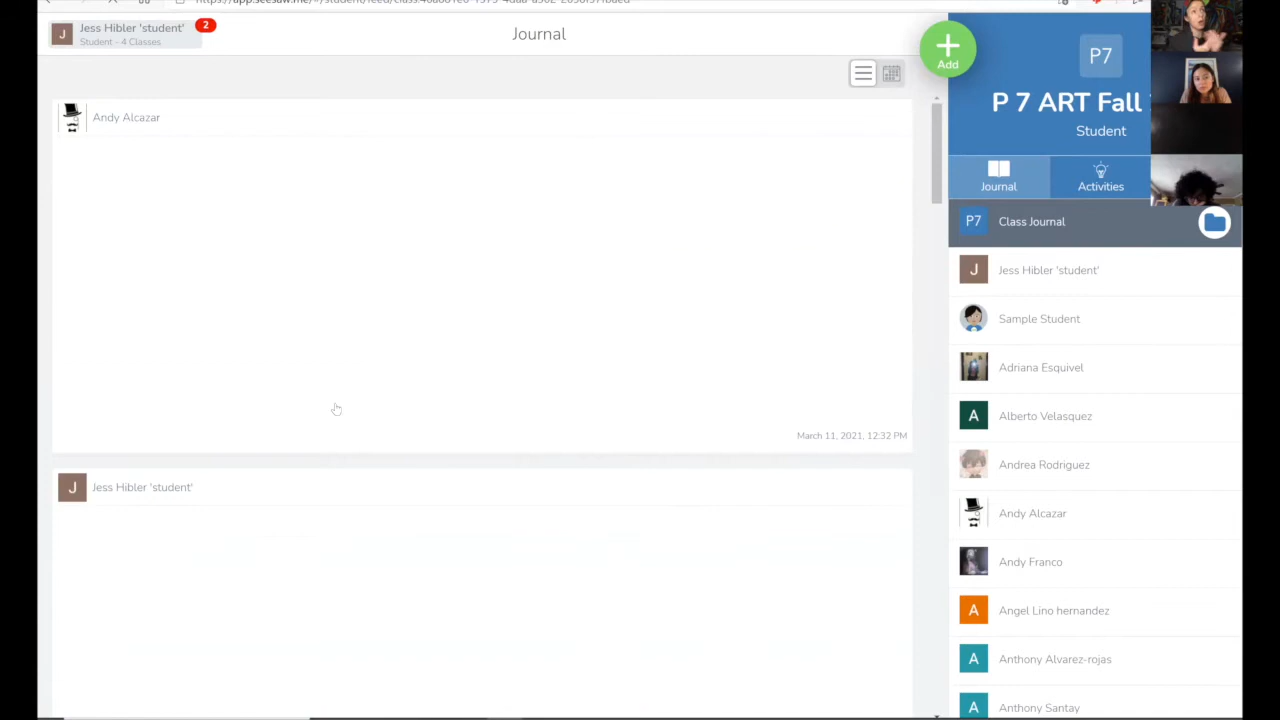 Jess Hibler 'student'
Student - 4 Classes
2
Journal
Add
P7
P 7 ART Fall
Student
Journal
Activities
P7
Class Journal
Andy Alcazar
March 11, 2021, 12:32 PM
J
Jess Hibler 'student'
J
Jess Hibler 'student'
Sample Student
Adriana Esquivel
A
Alberto Velasquez
Andrea Rodriguez
Andy Alcazar
Andy Franco
A
Angel Lino hernandez
A
Anthony Alvarez-rojas
A
Anthony Santay